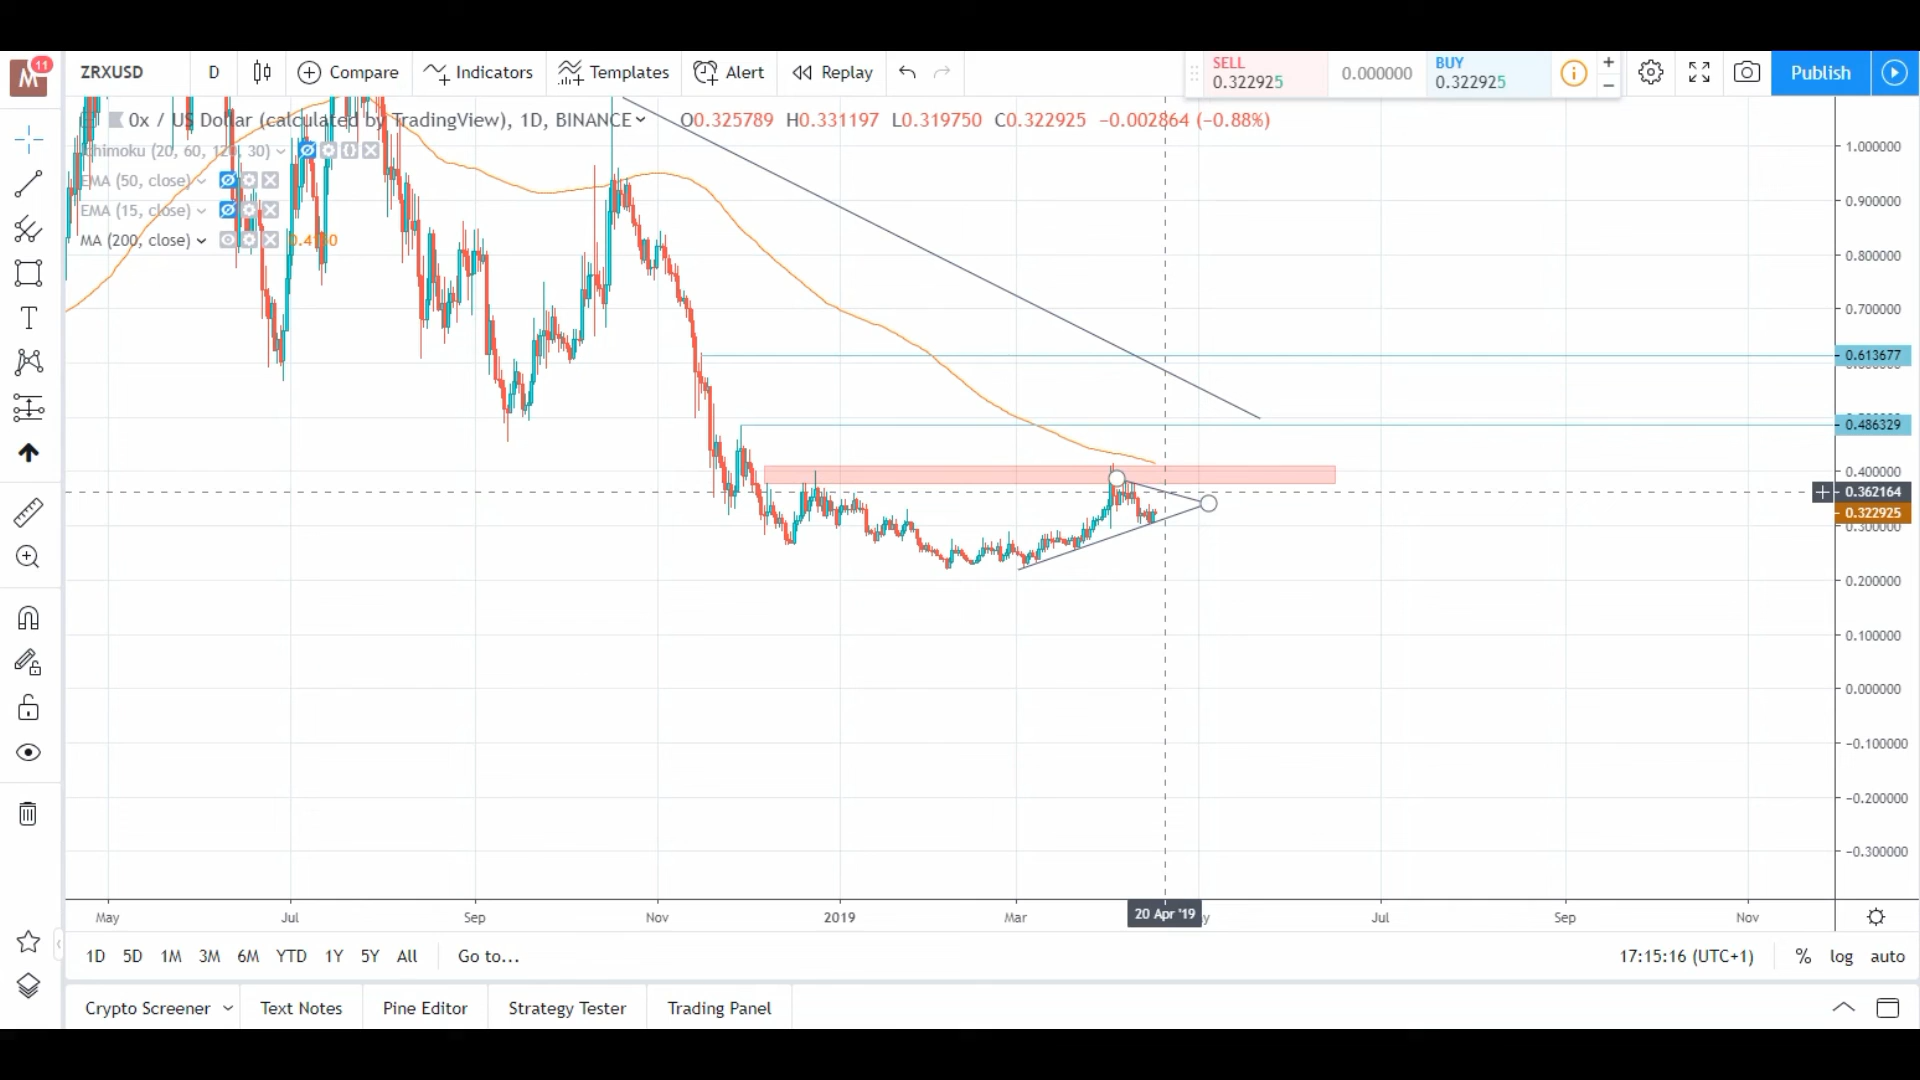 M 11
ZRXUSD D Compare Indicators Templates Alert Replay
SELL 0.322925 0.000000 BUY 0.322925 Publish
0x / US Dollar (calculated by TradingView), 1D, BINANCE O0.325789 H0.331197 L0.319750 C0.322925 −0.002864 (−0.88%)
EMA (50, close)
EMA (15, close)
MA (200, close)
1.000000
0.900000
0.800000
0.700000
0.613677
0.486329
0.400000
0.362164
0.322925
0.300000
0.200000
0.100000
0.000000
−0.100000
−0.200000
−0.300000
May Jul Sep Nov 2019 Mar 20 Apr '19 Jul Sep Nov
1D 5D 1M 3M 6M YTD 1Y 5Y All Go to... 17:15:16 (UTC+1) % log auto
Crypto Screener Text Notes Pine Editor Strategy Tester Trading Panel